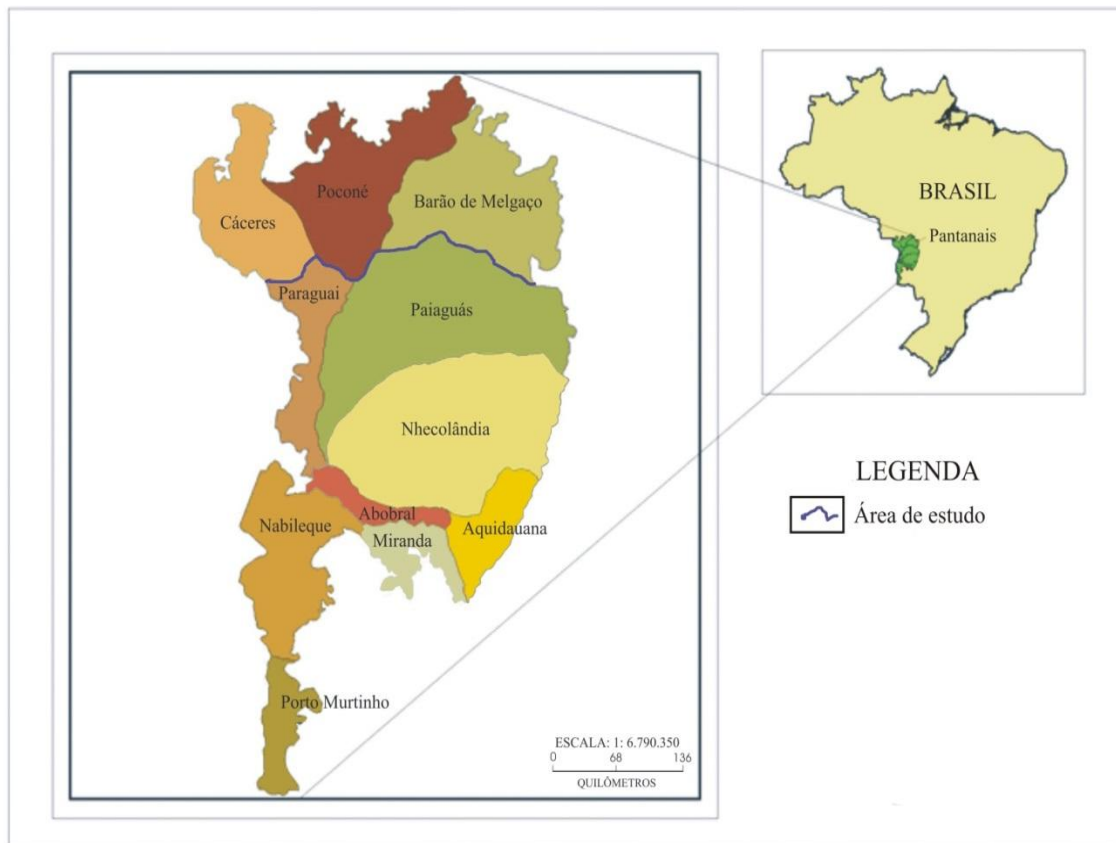 Poconé
Barão de Melgaço
Cáceres
Paraguai
Paiaguás
Nhecolândia
Abobral
Nabileque
Miranda
Aquidauana
Porto Murtinho
ESCALA: 1: 6.790.350
0 68 136
QUILÔMETROS
BRASIL
Pantanais
LEGENDA
Área de estudo